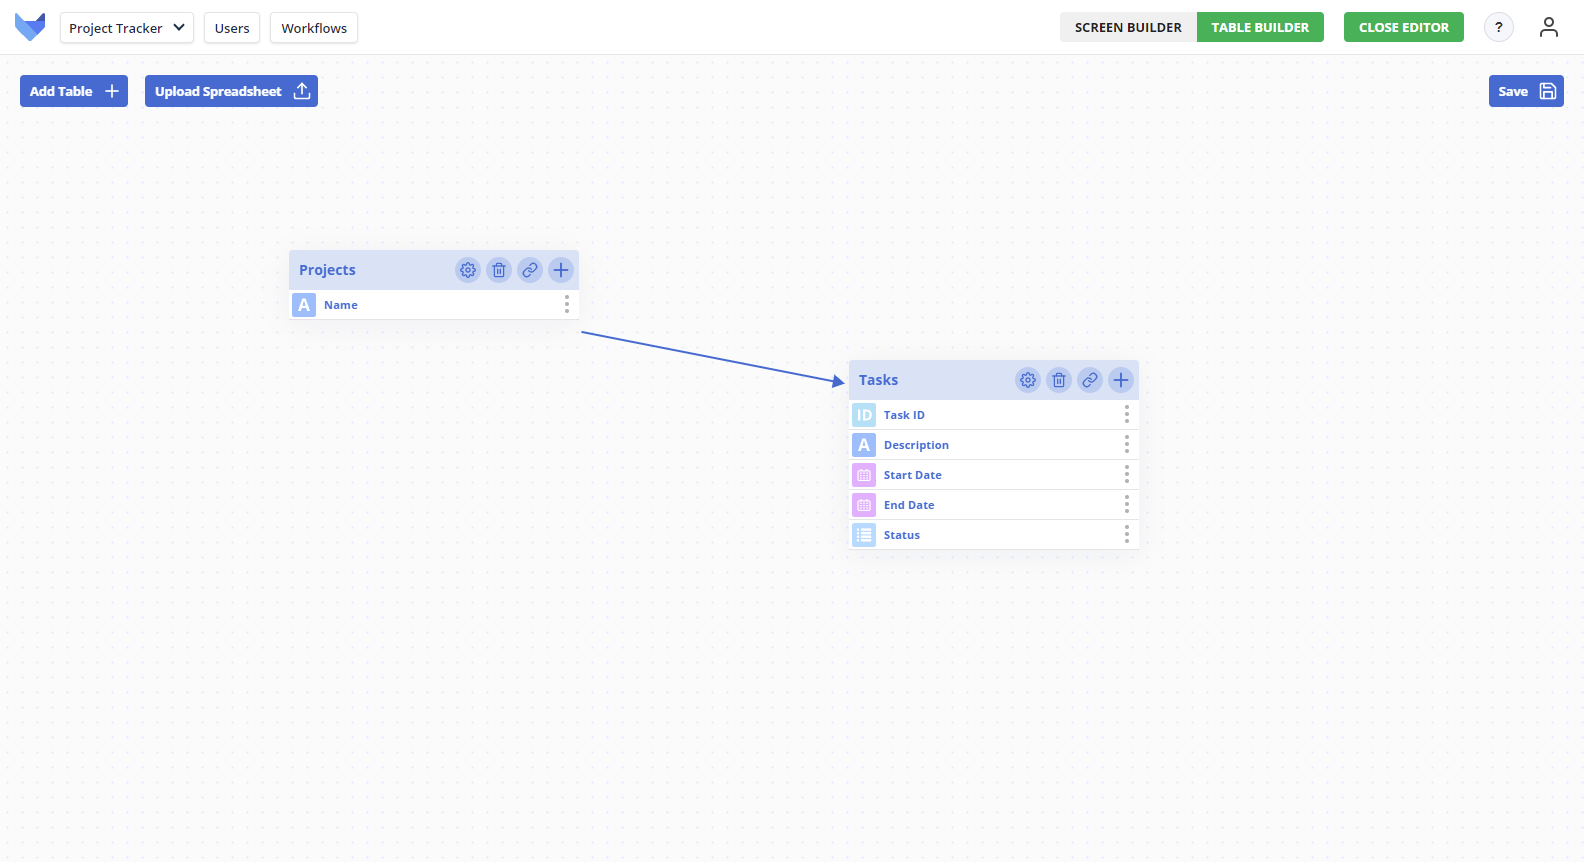 Project Tracker
Users
Workflows
SCREEN BUILDER
TABLE BUILDER
CLOSE EDITOR
?
Add Table
Upload Spreadsheet
Save
Projects
A Name
Tasks
ID Task ID
A Description
Start Date
End Date
Status